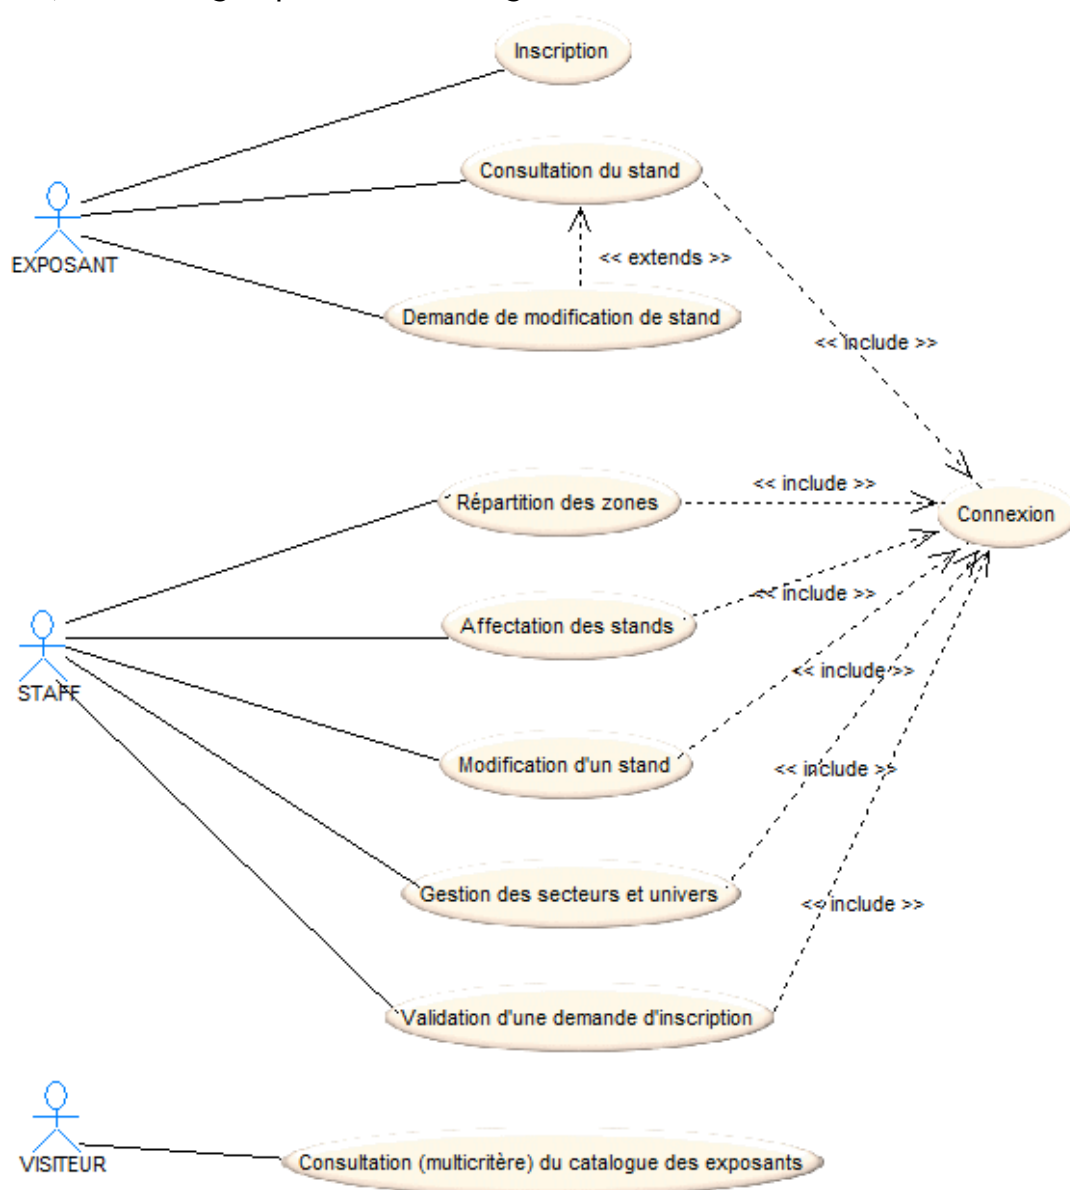 Inscription
Consultation du stand
EXPOSANT
<< extends >>
Demande de modification de stand
<< include >>
Répartition des zones
<< include >>
Connexion
Affectation des stands
<< include >>
STAFF
<< include >>
Modification d'un stand
<< include >>
Gestion des secteurs et univers
<< include >>
Validation d'une demande d'inscription
VISITEUR
Consultation (multicritère) du catalogue des exposants